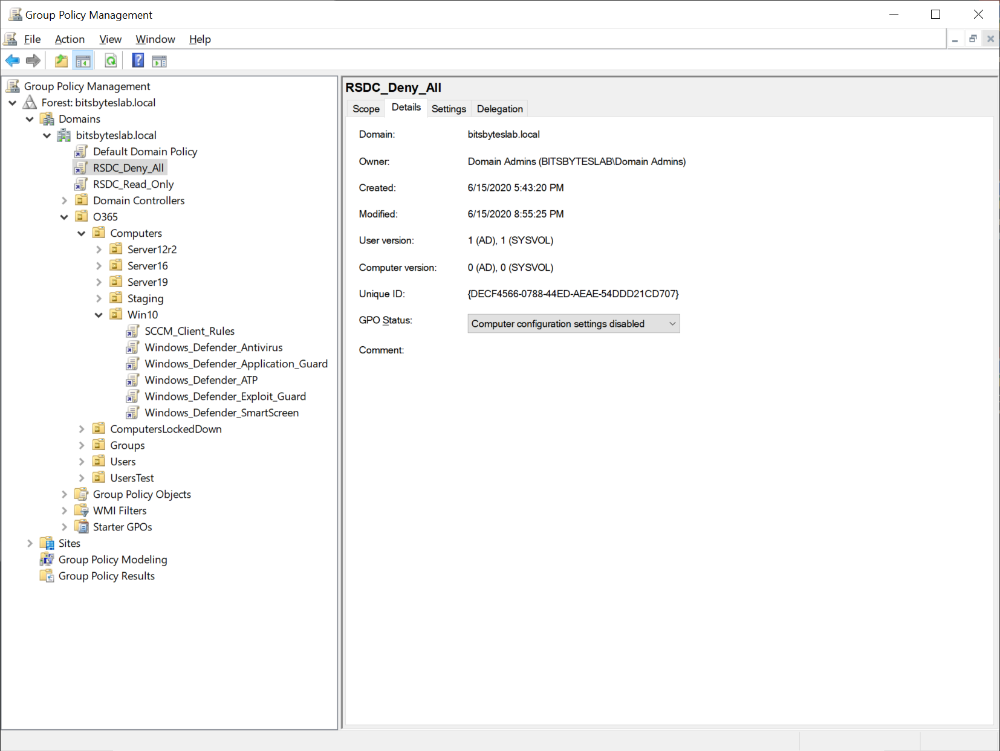 Group Policy Management
File Action View Window Help
Group Policy Management
Forest: bitsbyteslab.local
Domains
bitsbyteslab.local
Default Domain Policy
RSDC_Deny_All
RSDC_Read_Only
Domain Controllers
O365
Computers
Server12r2
Server16
Server19
Staging
Win10
SCCM_Client_Rules
Windows_Defender_Antivirus
Windows_Defender_Application_Guard
Windows_Defender_ATP
Windows_Defender_Exploit_Guard
Windows_Defender_SmartScreen
ComputersLockedDown
Groups
Users
UsersTest
Group Policy Objects
WMI Filters
Starter GPOs
Sites
Group Policy Modeling
Group Policy Results
RSDC_Deny_All
Scope Details Settings Delegation
Domain: bitsbyteslab.local
Owner: Domain Admins (BITSBYTESLAB\Domain Admins)
Created: 6/15/2020 5:43:20 PM
Modified: 6/15/2020 8:55:25 PM
User version: 1 (AD), 1 (SYSVOL)
Computer version: 0 (AD), 0 (SYSVOL)
Unique ID: {DECF4566-0788-44ED-AEAE-54DDD21CD707}
GPO Status: Computer configuration settings disabled
Comment: